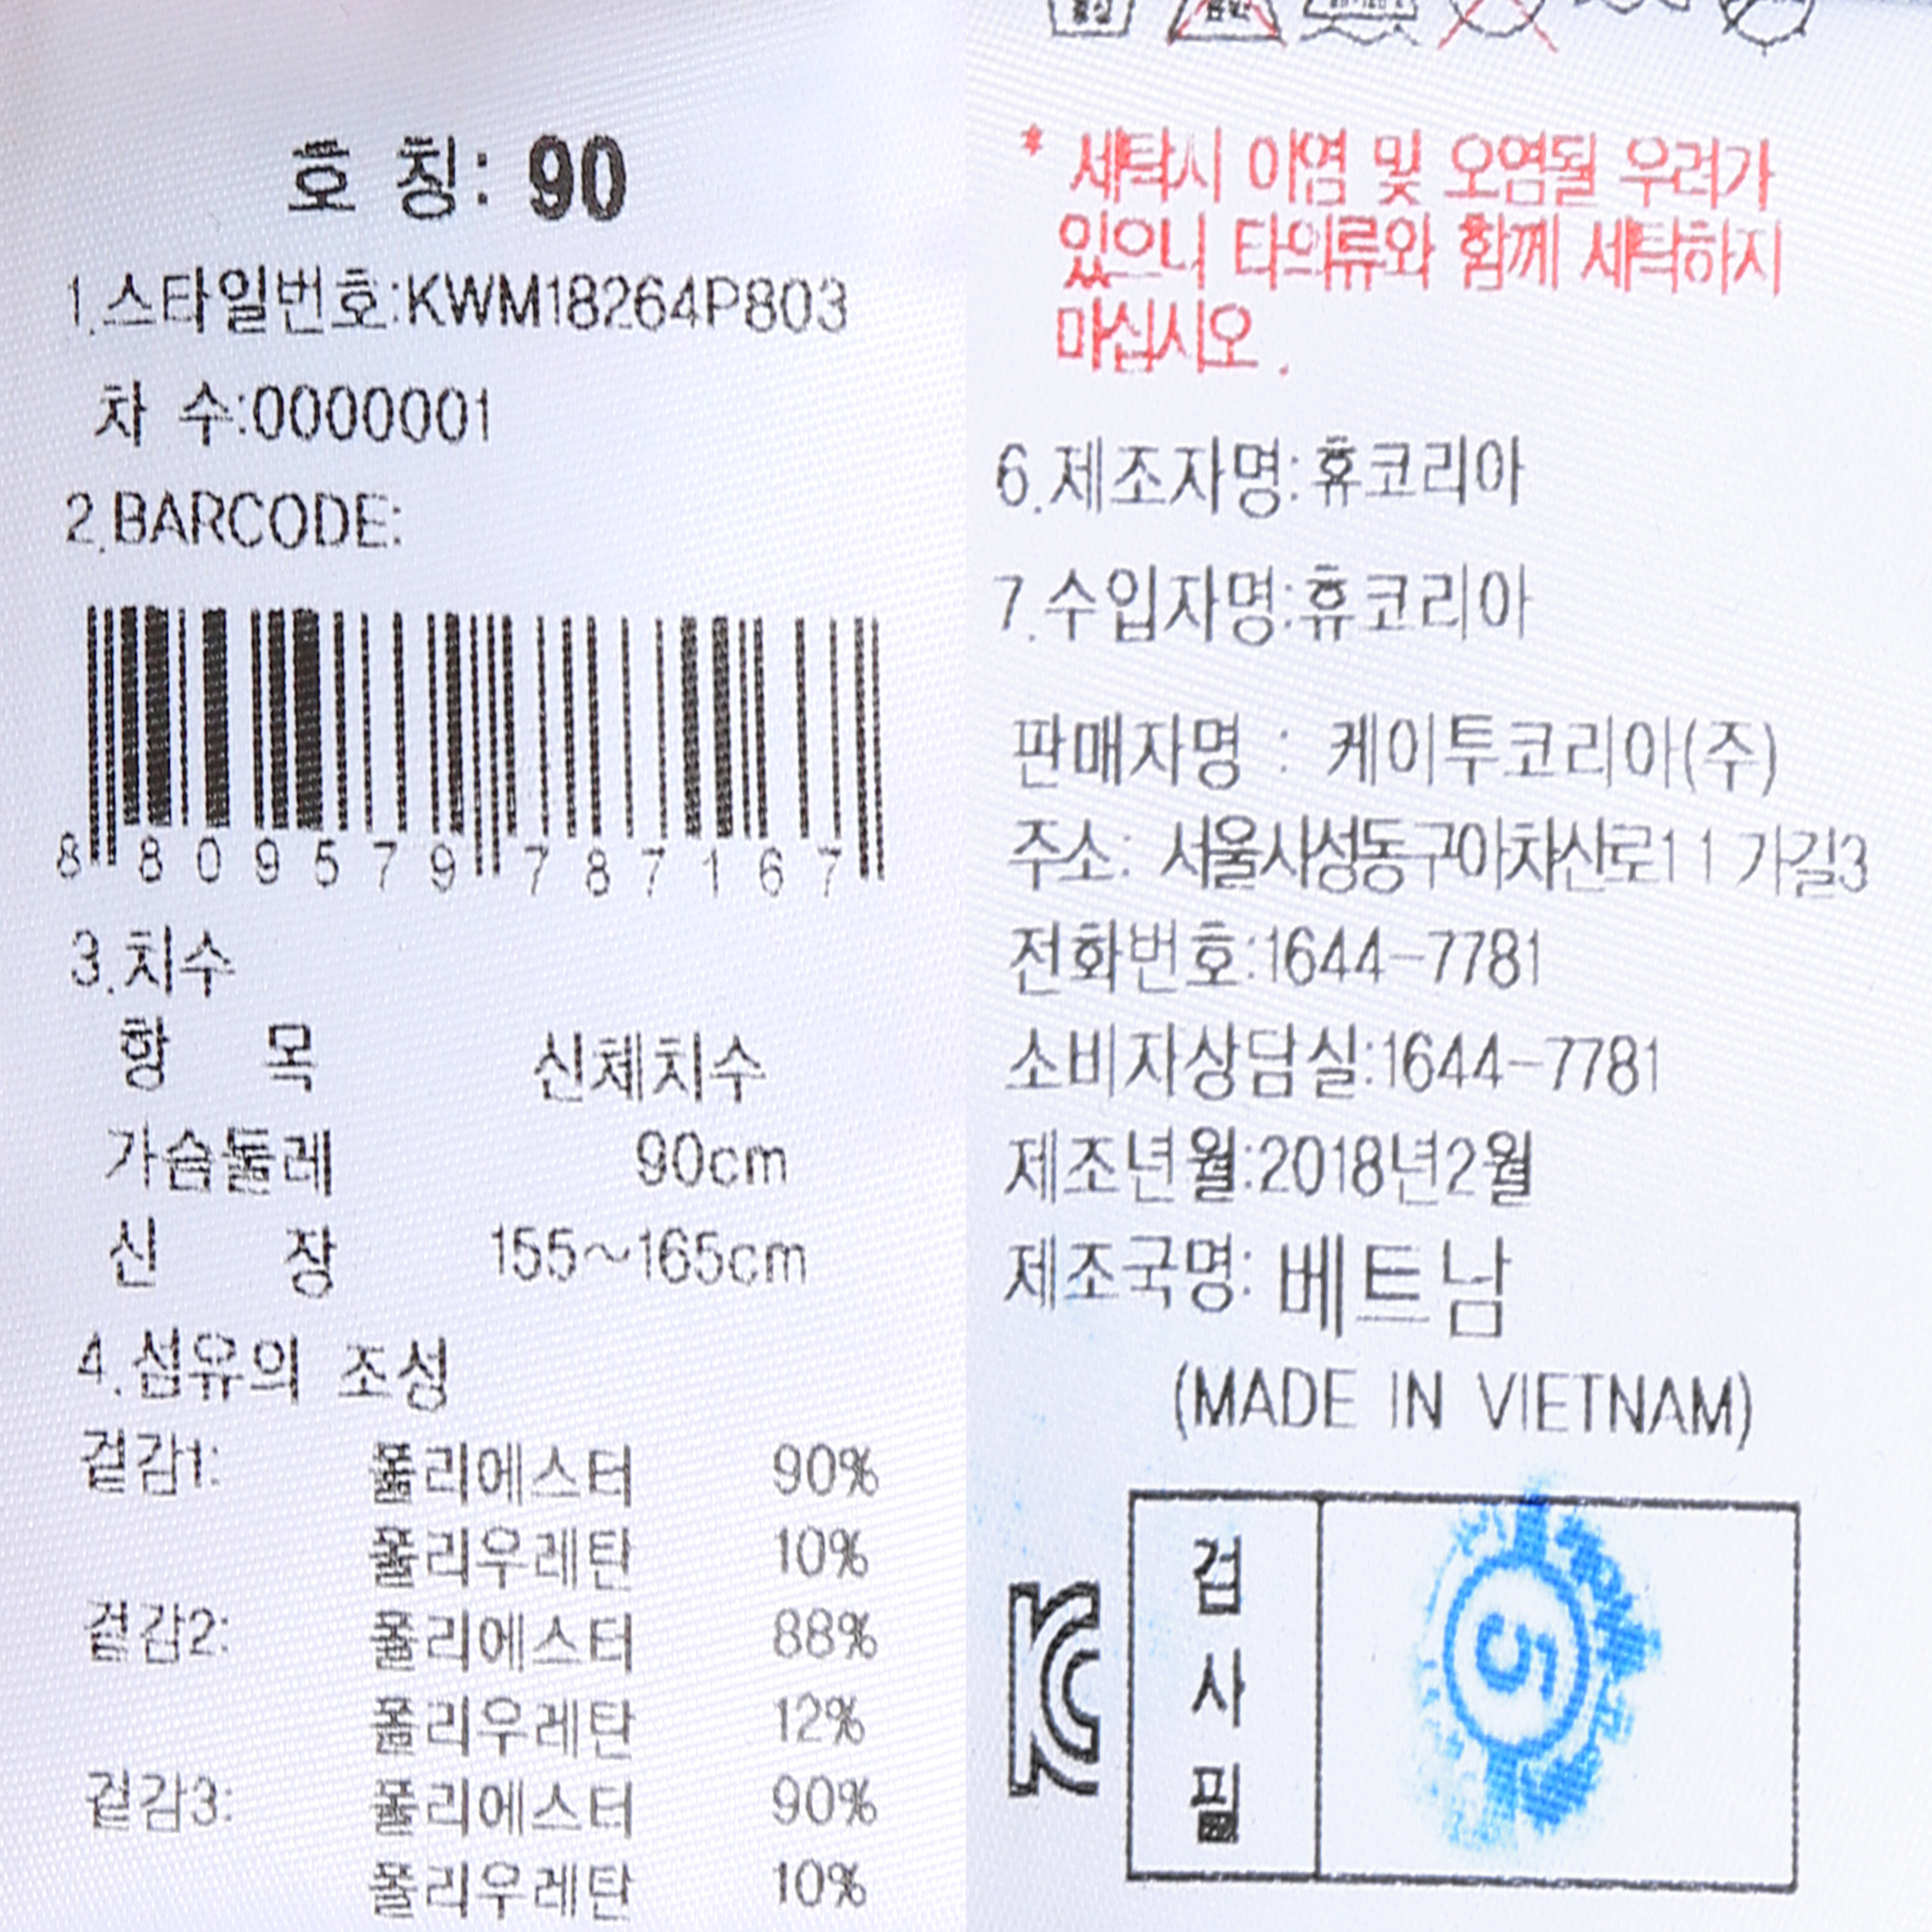 호 칭: 90
1.스타일번호:KWM18264P803
차 수:0000001
2.BARCODE:
8 809579 787167
3.치수
항 목 신체치수
가슴둘레 90cm
신 장 155~165cm
4.섬유의 조성
겉감1: 폴리에스터 90%
폴리우레탄 10%
겉감2: 폴리에스터 88%
폴리우레탄 12%
겉감3: 폴리에스터 90%
폴리우레탄 10%
* 세탁시 이염 및 오염될 우려가
있으니 타의류와 함께 세탁하지
마십시오.
6.제조자명:휴코리아
7.수입자명:휴코리아
판매자명 : 케이투코리아(주)
주소: 서울시성동구아차산로11가길3
전화번호:1644-7781
소비자상담실:1644-7781
제조년월:2018년2월
제조국명: 베트남
(MADE IN VIETNAM)
KC
검사필
5